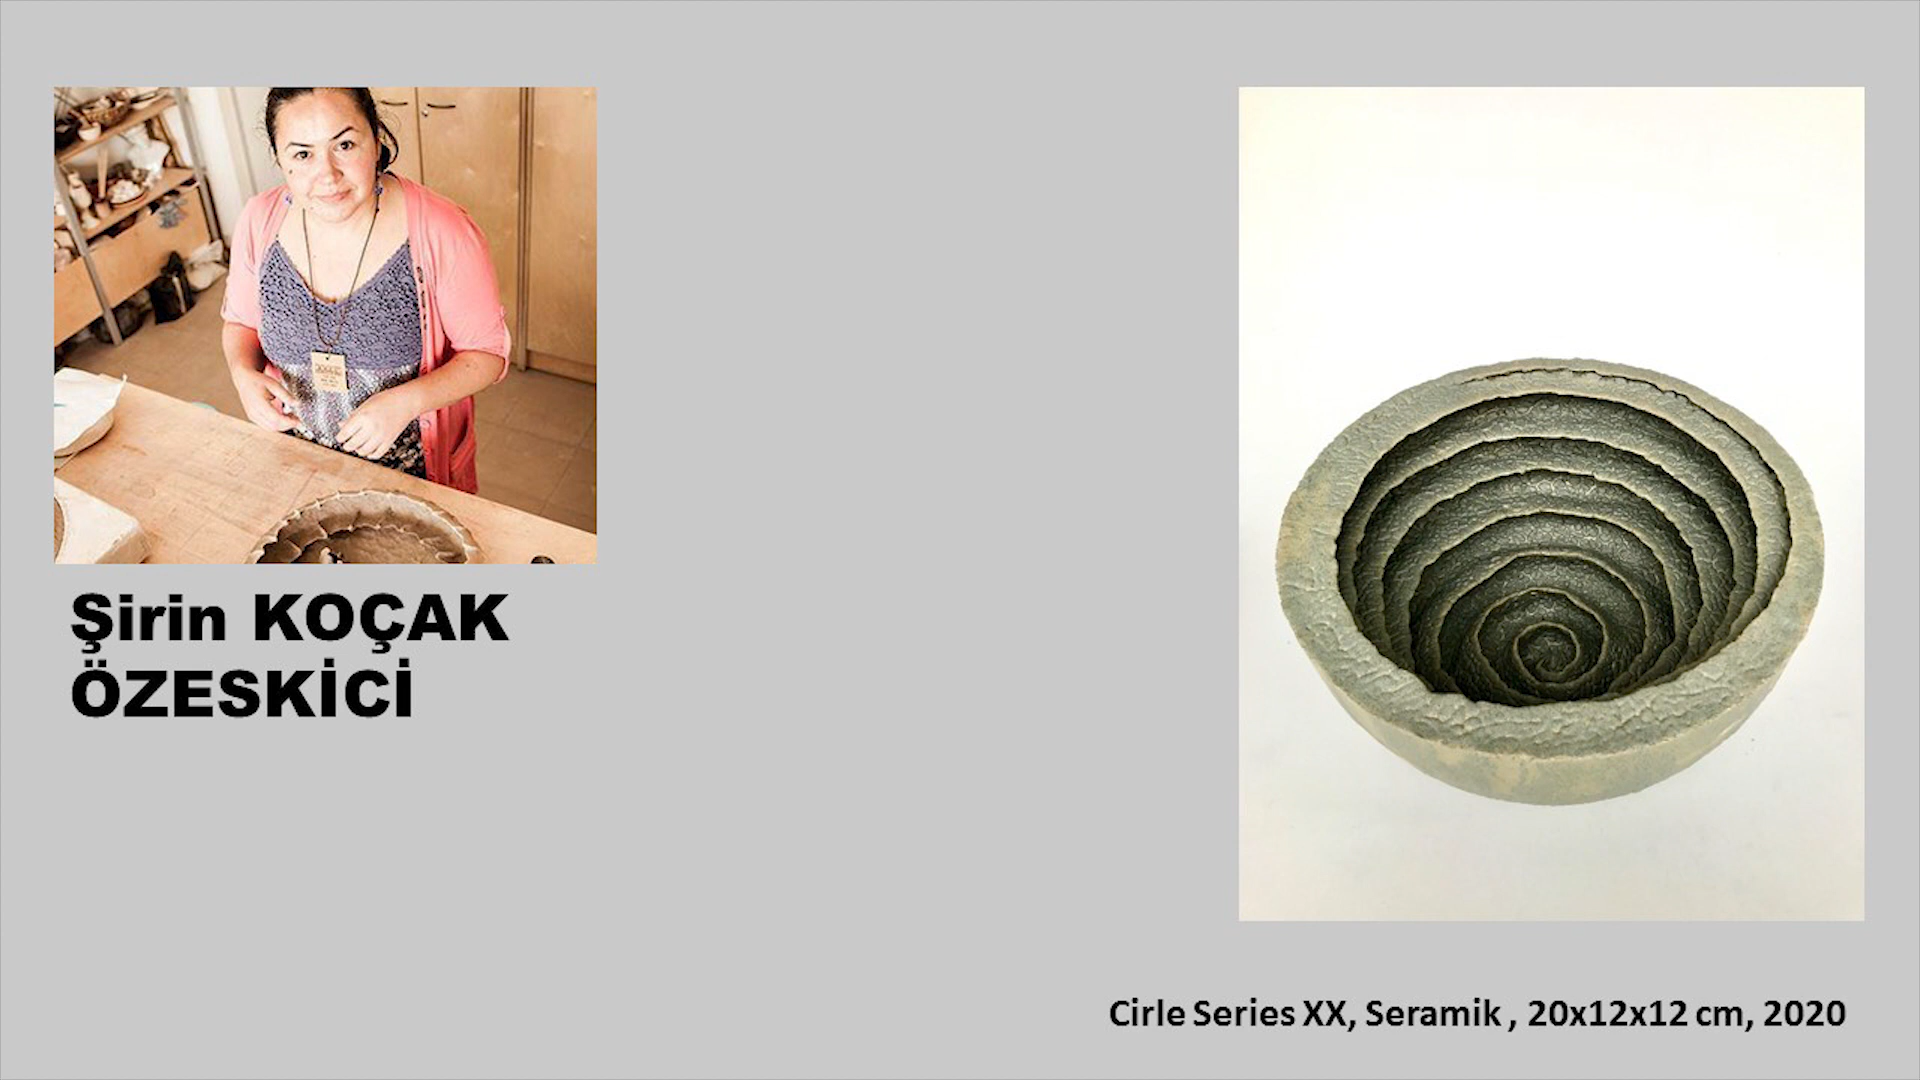 Şirin KOÇAK
ÖZESKİCİ
Cirle Series XX, Seramik , 20x12x12 cm, 2020